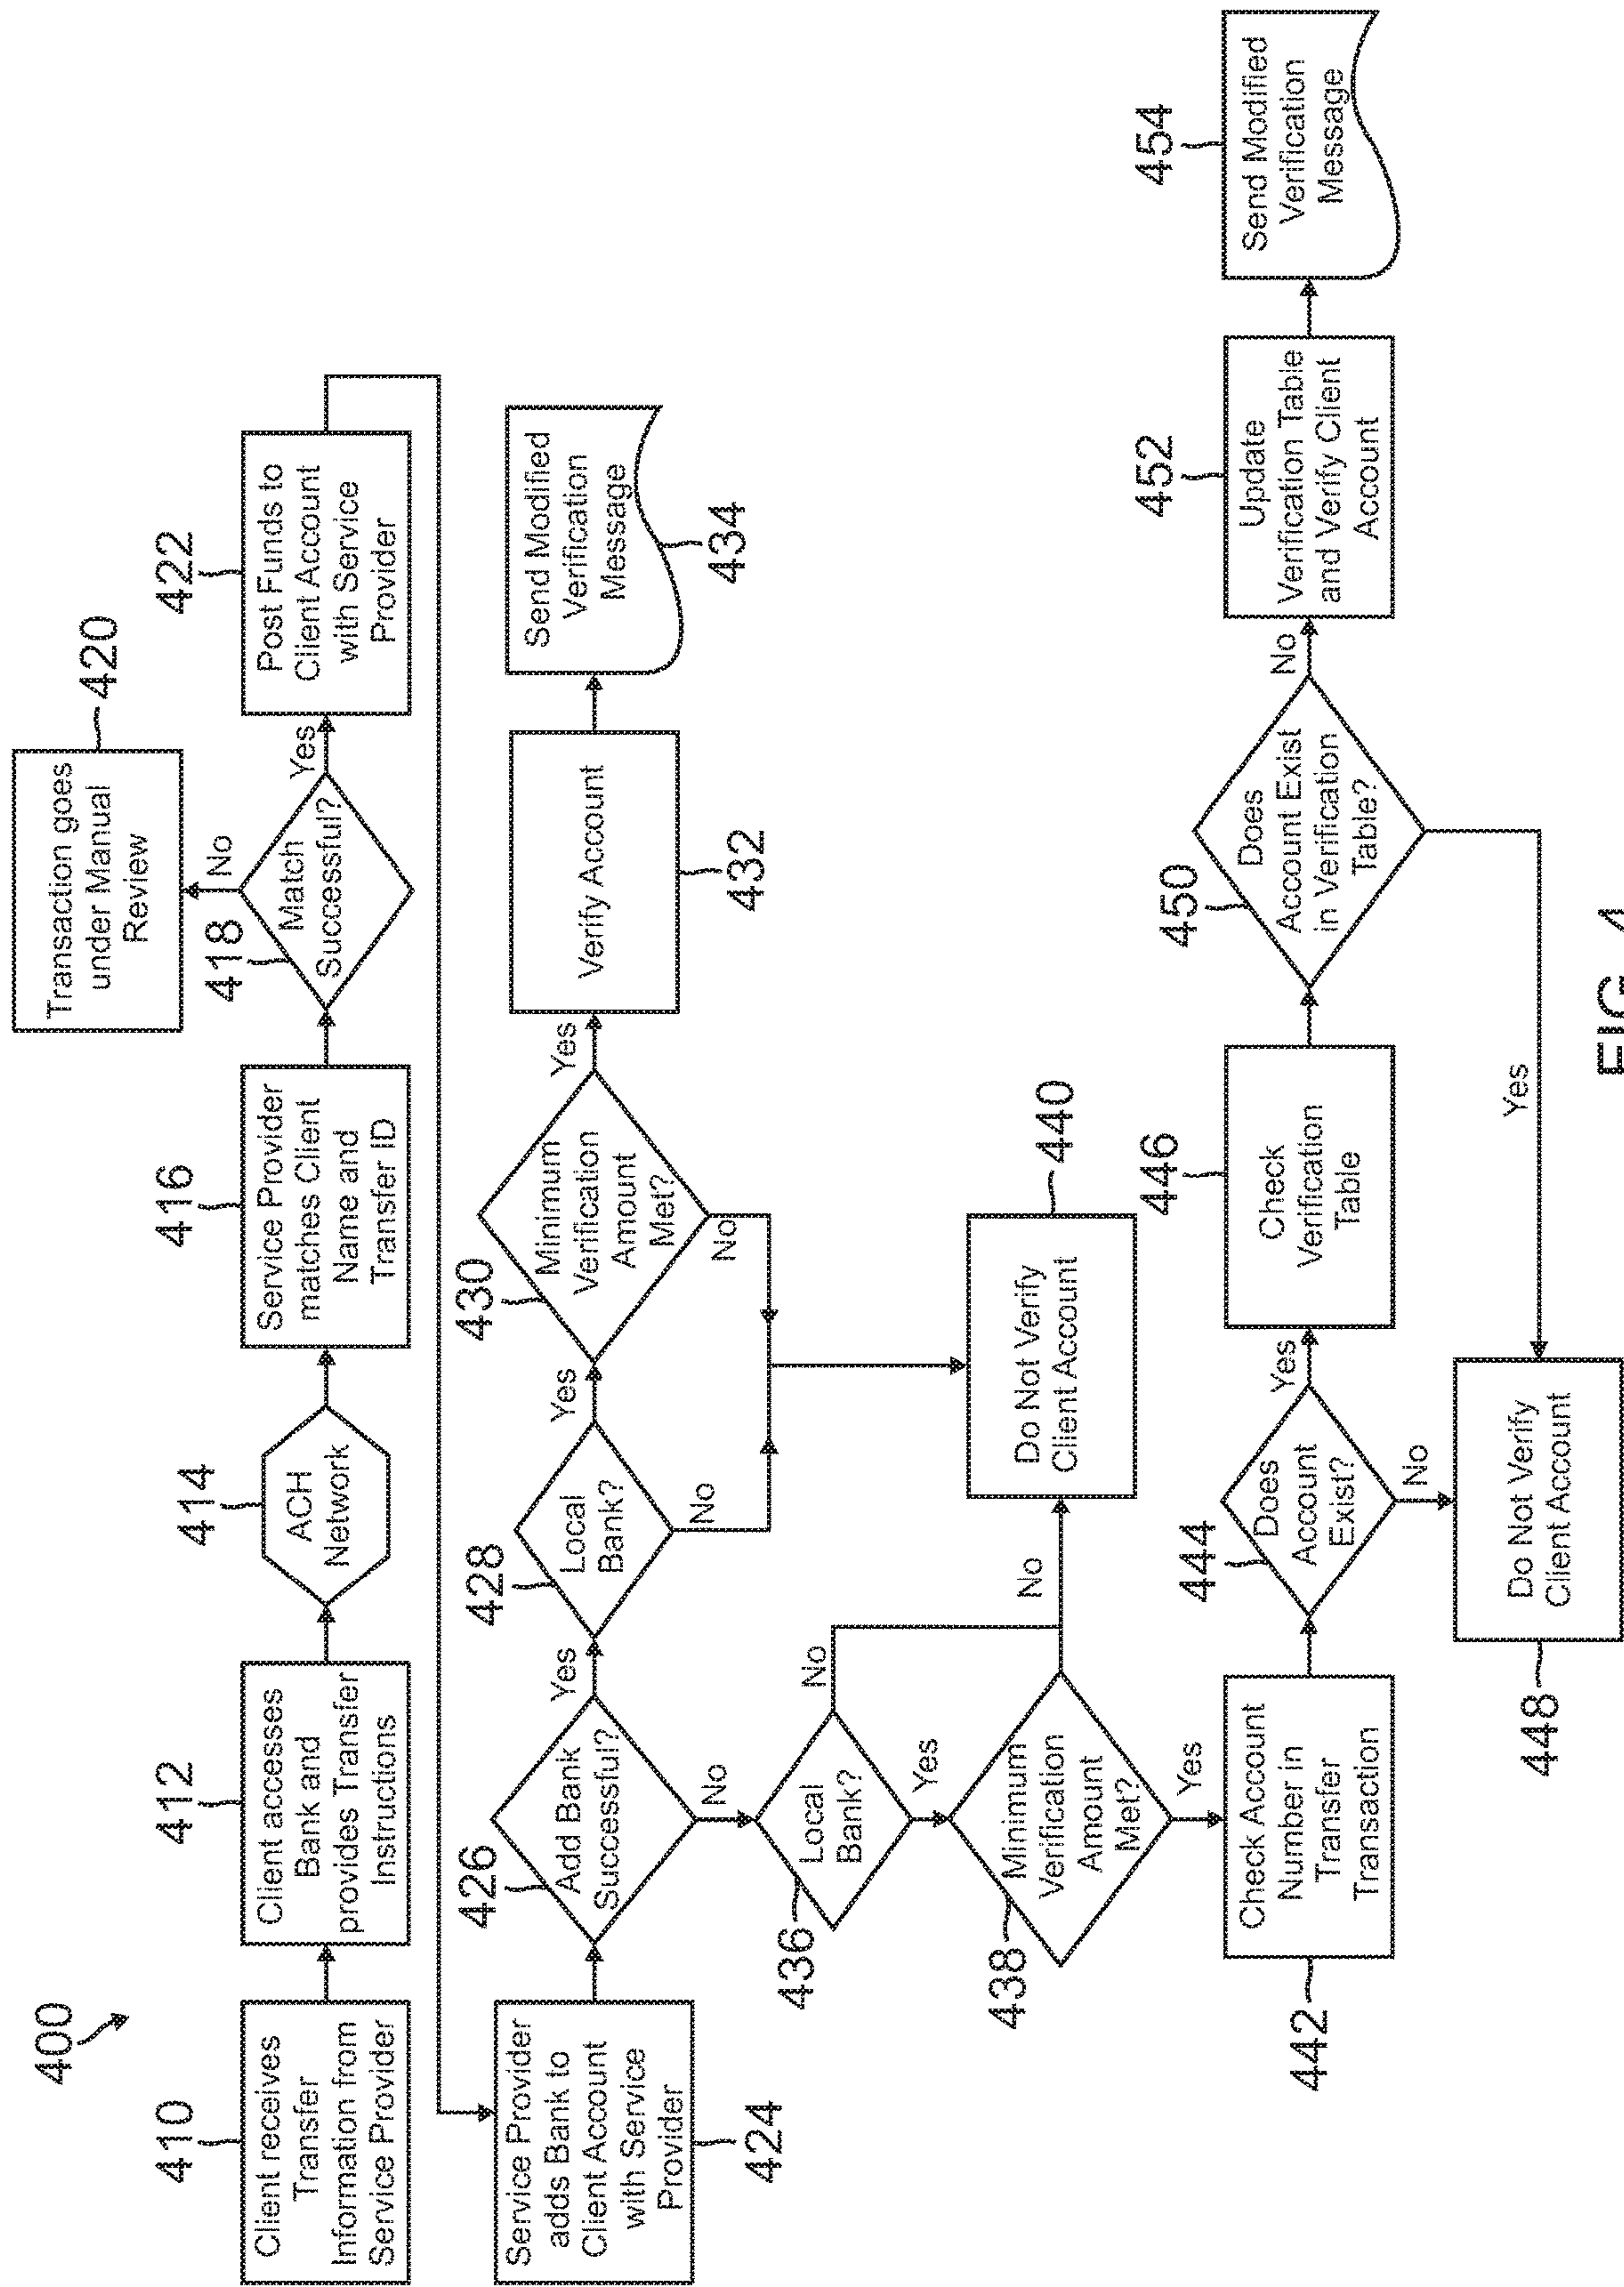 400
410
Client receives
Transfer
Information from
Service Provider
412
Client accesses
Bank and
provides Transfer
Instructions
414
ACH
Network
416
Service Provider
matches Client
Name and
Transfer ID
418
Match
Successful?
No
420
Transaction goes
under Manual
Review
Yes
422
Post Funds to
Client Account
with Service
Provider
Service Provider
adds Bank to
Client Account
with Service
Provider
424
426
Add Bank
Successful?
Yes
428
Local
Bank?
Yes
430
Minimum
Verification
Amount
Met?
Yes
Verify Account
432
Send Modified
Verification
Message
434
No
No
No
436
Local
Bank?
No
Yes
438
Minimum
Verification
Amount
Met?
No
440
Do Not Verify
Client Account
Yes
442
Check Account
Number in
Transfer
Transaction
444
Does
Account
Exist?
Yes
446
Check
Verification
Table
450
Does
Account Exist
in Verification
Table?
No
452
Update
Verification Table
and Verify Client
Account
454
Send Modified
Verification
Message
No
Yes
448
Do Not Verify
Client Account
FIG. 4